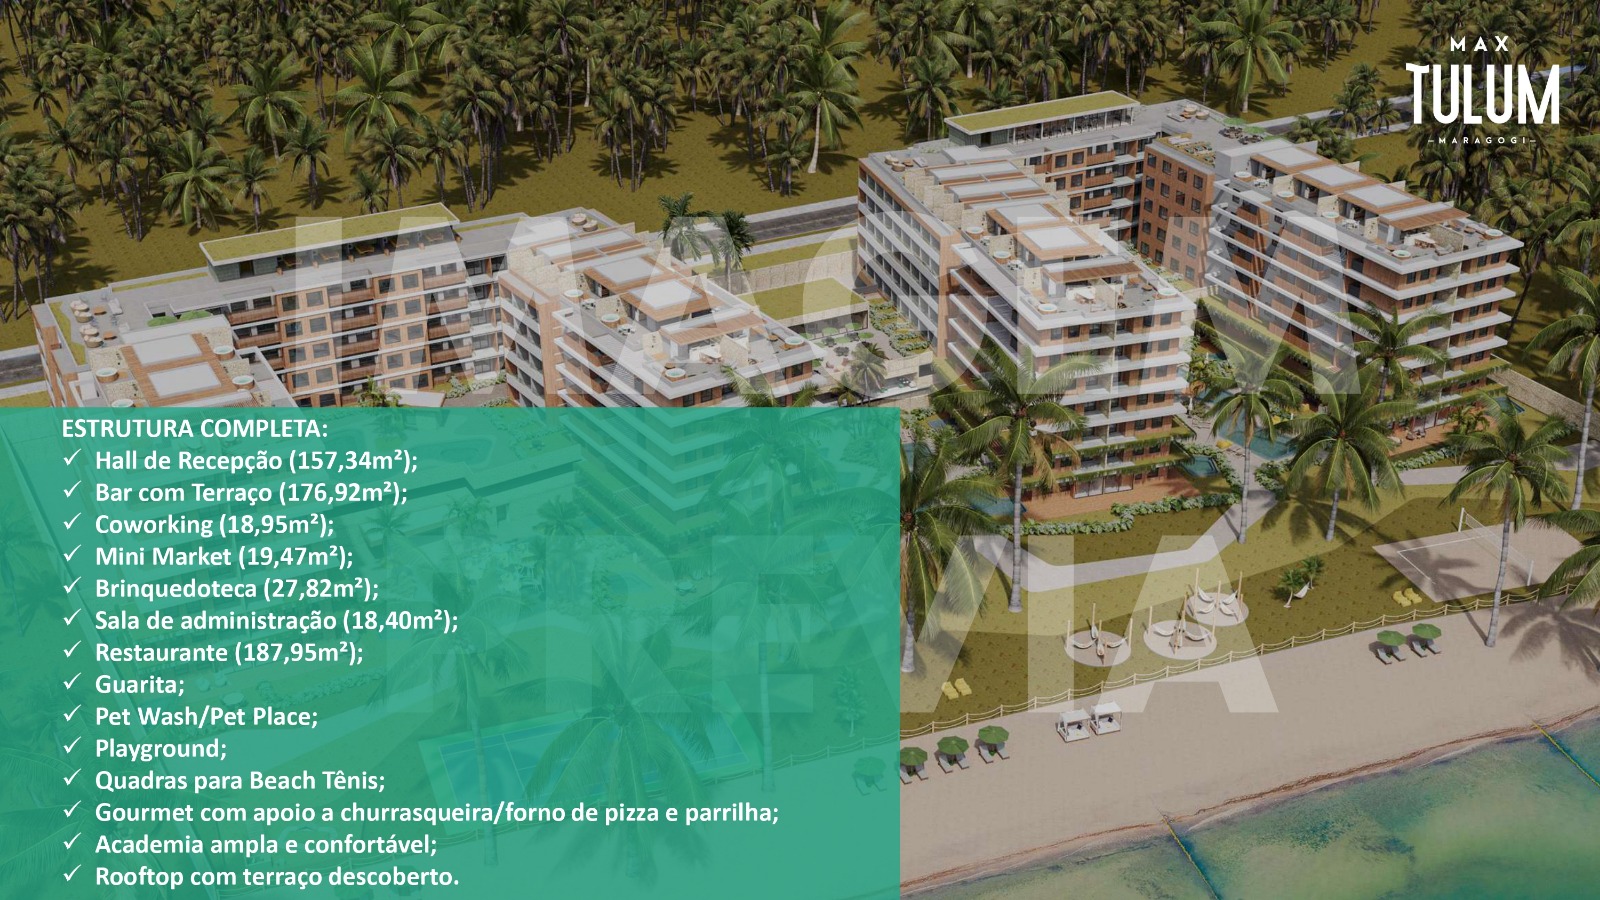 MAX
TULUM
MARAGOGI
IMAGEM
PRÉVIA
ESTRUTURA COMPLETA:
✓ Hall de Recepção (157,34m²);
✓ Bar com Terraço (176,92m²);
✓ Coworking (18,95m²);
✓ Mini Market (19,47m²);
✓ Brinquedoteca (27,82m²);
✓ Sala de administração (18,40m²);
✓ Restaurante (187,95m²);
✓ Guarita;
✓ Pet Wash/Pet Place;
✓ Playground;
✓ Quadras para Beach Tênis;
✓ Gourmet com apoio a churrasqueira/forno de pizza e parrilha;
✓ Academia ampla e confortável;
✓ Rooftop com terraço descoberto.